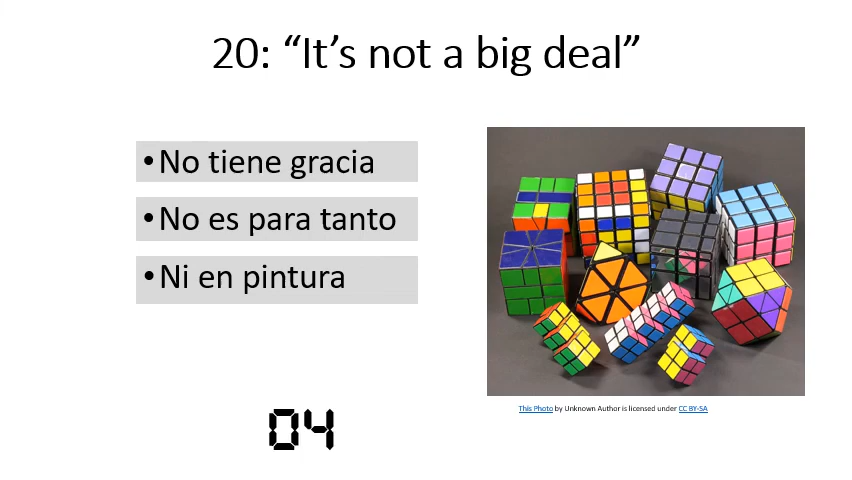 20: “It’s not a big deal”
•No tiene gracia
•No es para tanto
•Ni en pintura
This Photo by Unknown Author is licensed under CC BY-SA
04